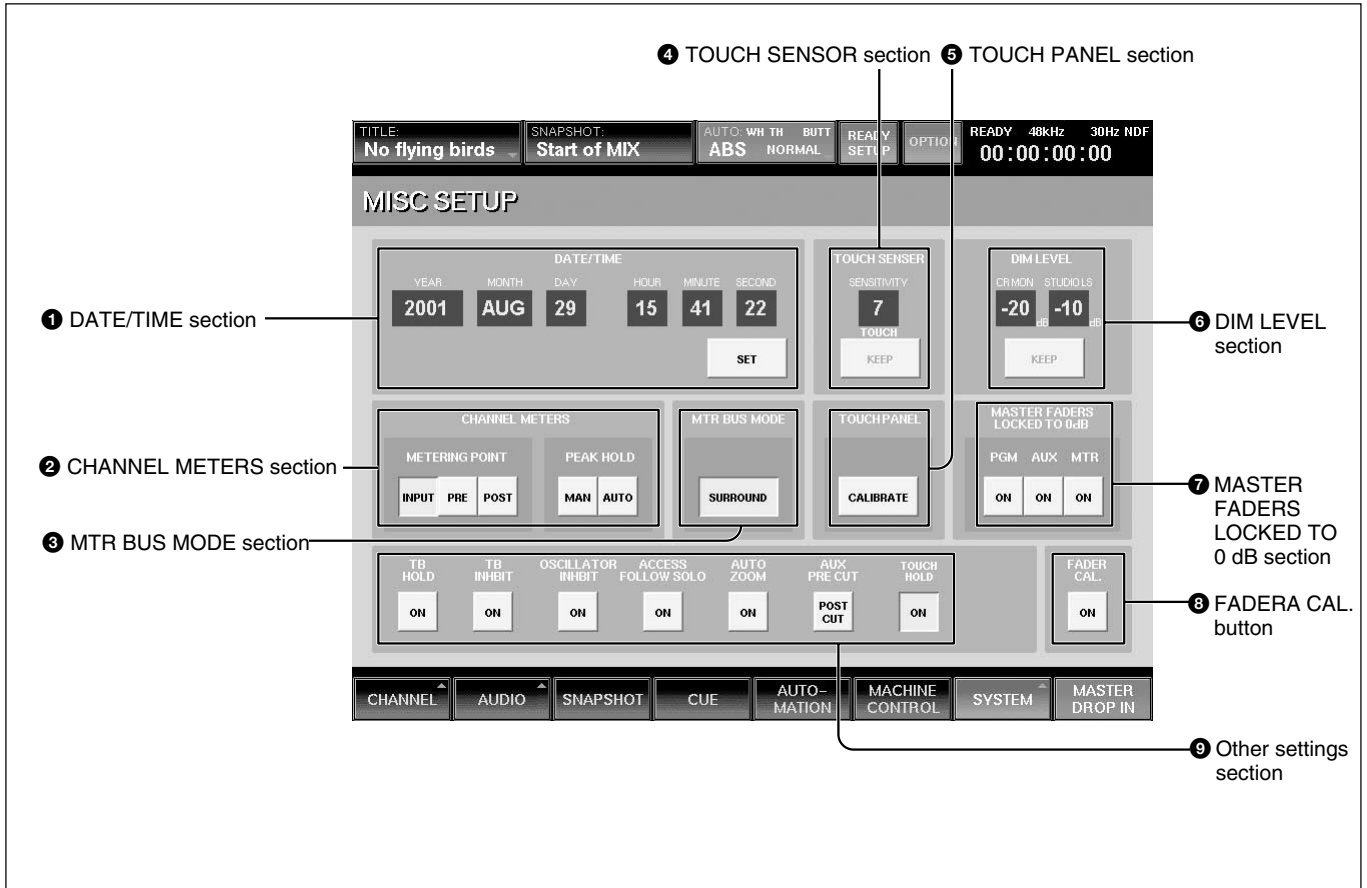 ❹ TOUCH SENSOR section ❺ TOUCH PANEL section
TITLE: SNAPSHOT: AUTO: WH TH BUTT READY OPTION READY 48kHz 30Hz NDF
No flying birds Start of MIX ABS NORMAL SETUP 00:00:00:00
MISC SETUP
DATE/TIME TOUCH SENSER DIM LEVEL
YEAR MONTH DAY HOUR MINUTE SECOND SENSITIVITY CR MON STUDIO LS
2001 AUG 29 15 41 22 7 -20 dB -10 dB
❶ DATE/TIME section
❻ DIM LEVEL
section
TOUCH
SET KEEP KEEP
CHANNEL METERS MTR BUS MODE TOUCH PANEL MASTER FADERS
LOCKED TO 0dB
METERING POINT PEAK HOLD PGM AUX MTR
❷ CHANNEL METERS section
INPUT PRE POST MAN AUTO SURROUND CALIBRATE ON ON ON
❼ MASTER
FADERS
LOCKED TO
0 dB section
❸ MTR BUS MODE section
TB TB OSCILLATOR ACCESS AUTO AUX TOUCH FADER
HOLD INHBIT INHBIT FOLLOW SOLO ZOOM PRE CUT HOLD CAL.
ON ON ON ON ON POST CUT ON ON
❽ FADERA CAL.
button
CHANNEL AUDIO SNAPSHOT CUE AUTO– MACHINE SYSTEM MASTER
MATION CONTROL DROP IN
❾ Other settings
section